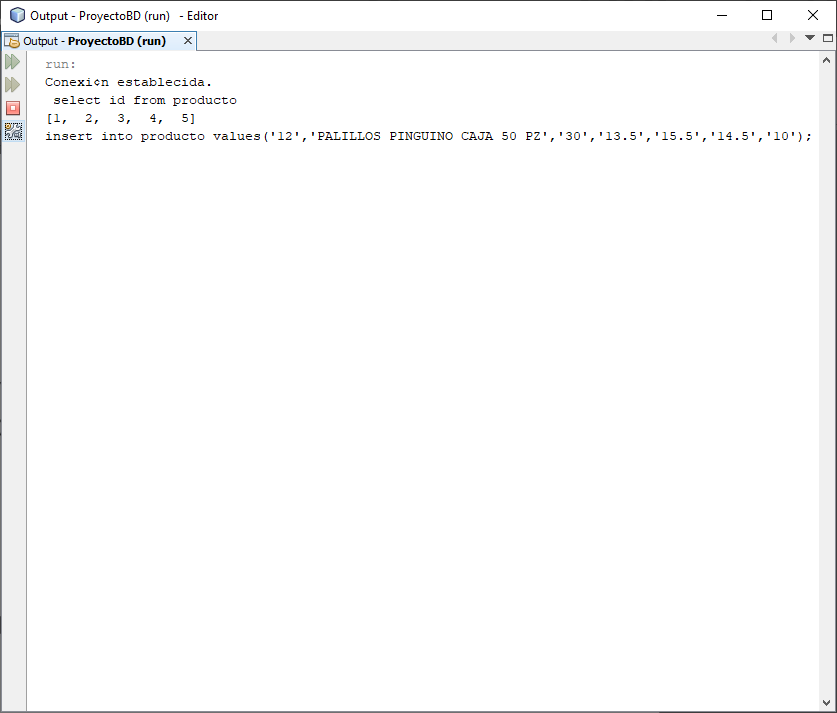 Output - ProyectoBD (run) - Editor
Output - ProyectoBD (run)
run:
Conexi¢n establecida.
select id from producto
[1, 2, 3, 4, 5]
insert into producto values('12','PALILLOS PINGUINO CAJA 50 PZ','30','13.5','15.5','14.5','10');